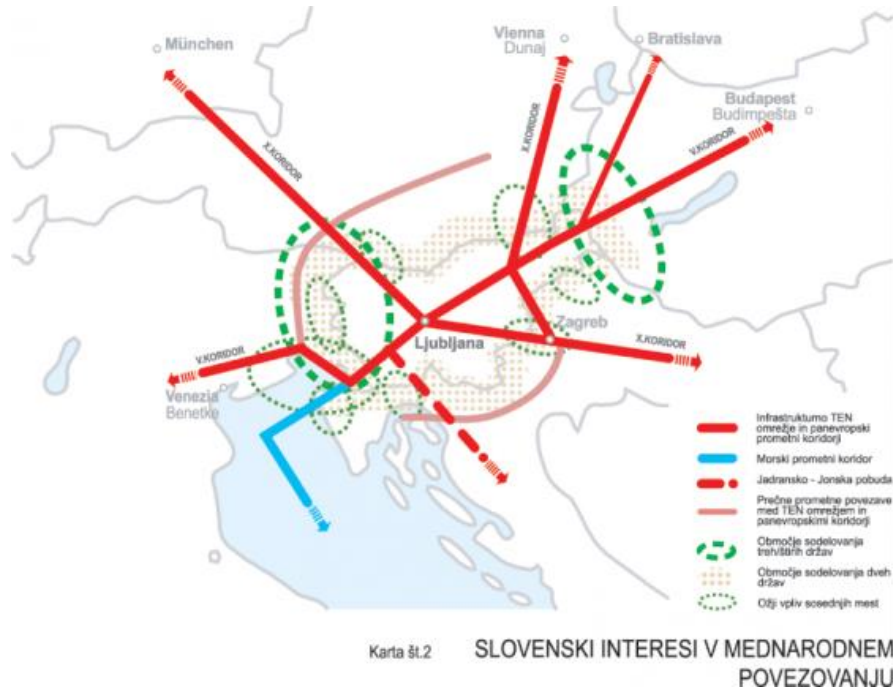 München
Vienna
Dunaj
Bratislava
Budapest
Budimpešta
X.KORIDOR
X.KORIDOR
V.KORIDOR
Ljubljana
Zagreb
V.KORIDOR
X.KORIDOR
Venezia
Benetke
Infrastrukturno TEN
omrežje in panevropski
prometni koridorji
Morski prometni koridor
Jadransko - Jonska pobuda
Prečne prometne povezave
med TEN omrežjem in
panevropskimi koridorji
Območje sodelovanja
treh/štirih držav
Območje sodelovanja dveh
držav
Ožji vpliv sosednjih mest
Karta št.2
SLOVENSKI INTERESI V MEDNARODNEM
POVEZOVANJU